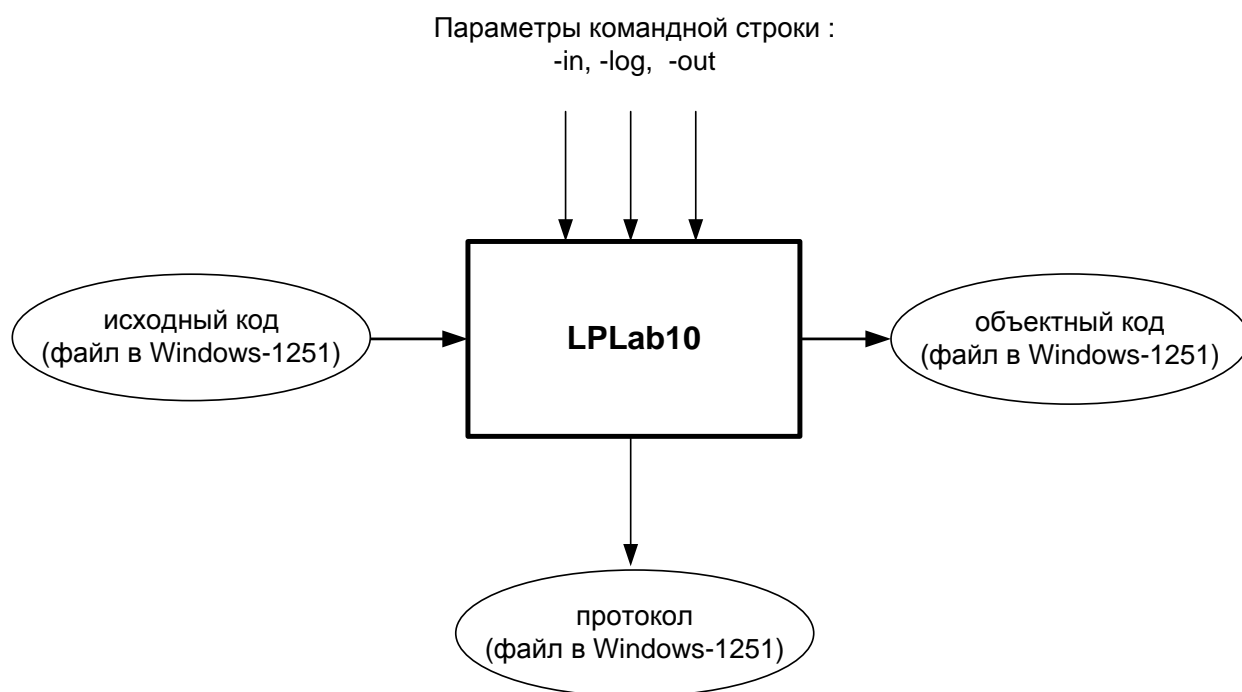 Параметры командной строки :
-in, -log, -out
исходный код
(файл в Windows-1251)
LPLab10
объектный код
(файл в Windows-1251)
протокол
(файл в Windows-1251)